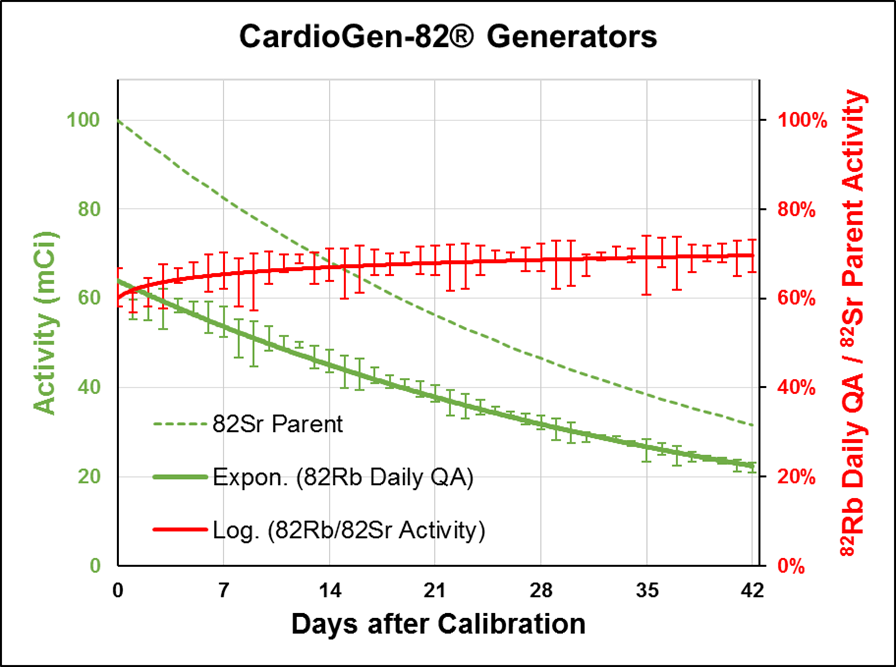 CardioGen-82® Generators
Activity (mCi)
100
80
60
40
20
0
100%
80%
60%
40%
20%
0%
⁸²Rb Daily QA / ⁸²Sr Parent Activity
82Sr Parent
Expon. (82Rb Daily QA)
Log. (82Rb/82Sr Activity)
0 7 14 21 28 35 42
Days after Calibration